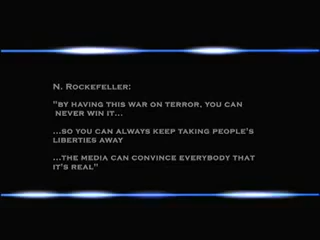 N. ROCKEFELLER:
"BY HAVING THIS WAR ON TERROR, YOU CAN
NEVER WIN IT...
...SO YOU CAN ALWAYS KEEP TAKING PEOPLE'S
LIBERTIES AWAY
...THE MEDIA CAN CONVINCE EVERYBODY THAT
IT'S REAL"